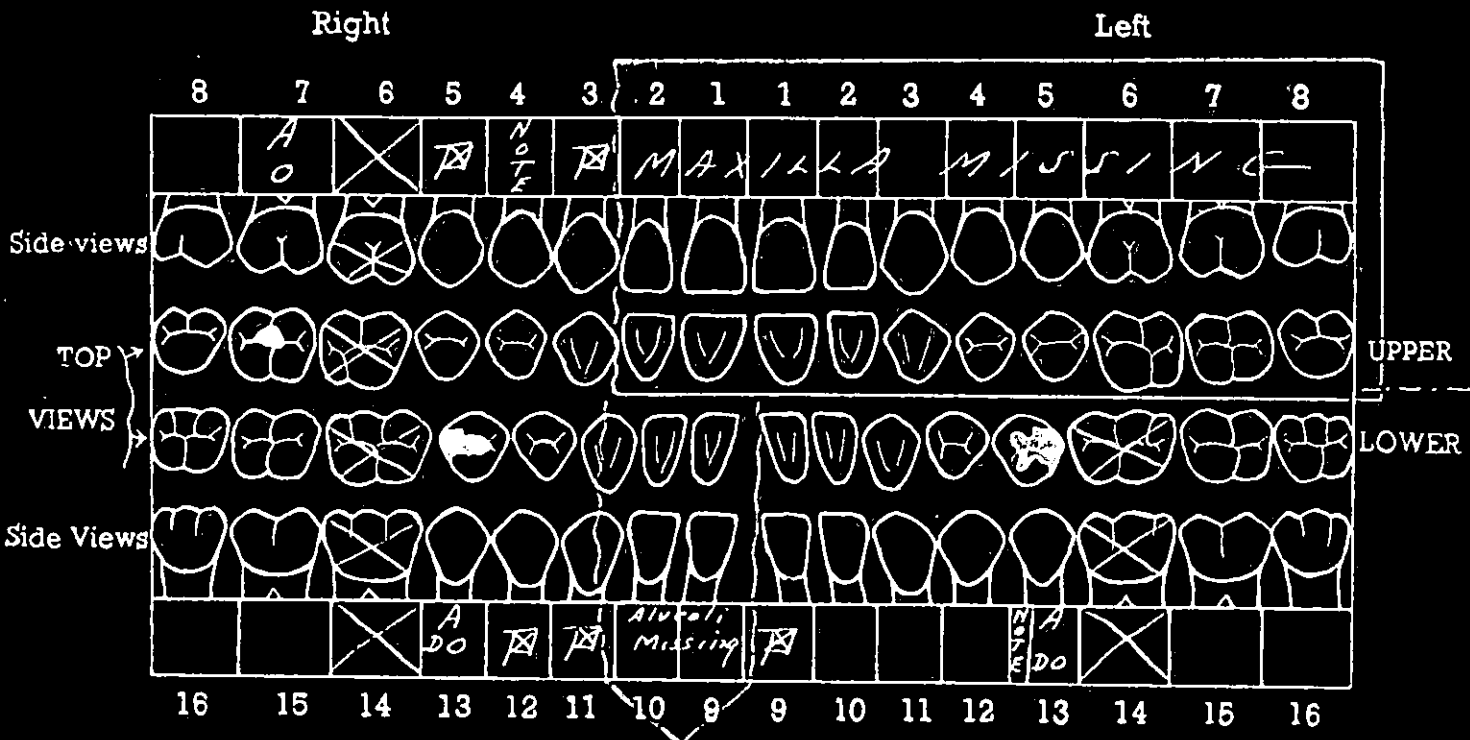 Right Left
8 7 6 5 4 3 2 1 1 2 3 4 5 6 7 8
A O NOTE MAXILLA MISSING
Side views
TOP
VIEWS
UPPER
LOWER
Side Views
A DO Alveoli Missing NOTE A DO
16 15 14 13 12 11 10 9 9 10 11 12 13 14 15 16